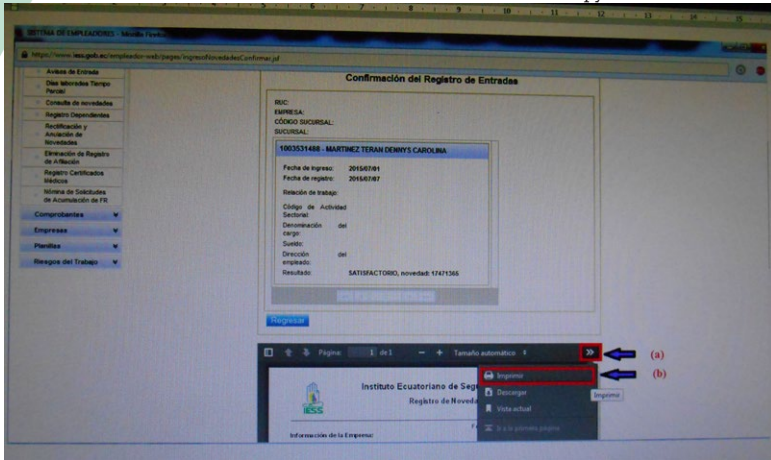 SISTEMA DE EMPLEADORES - Mozilla Firefox
https://www.iess.gob.ec/empleador-web/pages/ingresoNovedadesConfirmar.jsf
Avisos de Entrada
Días laborados Tiempo
Parcial
Consulta de novedades
Registro Dependientes
Rectificación y
Anulación de
Novedades
Eliminación de Registro
de Afiliación
Registro Certificados
Médicos
Nómina de Solicitudes
de Acumulación de FR
Comprobantes
Empresas
Planillas
Riesgos del Trabajo
Confirmación del Registro de Entradas
RUC:
EMPRESA:
CÓDIGO SUCURSAL:
SUCURSAL:
1003531488 - MARTINEZ TERAN DENNYS CAROLINA
Fecha de ingreso: 2015/07/01
Fecha de registro: 2015/07/07
Relación de trabajo:
Código de Actividad
Sectorial:
Denominación del
cargo:
Sueldo:
Dirección del
empleado:
Resultado: SATISFACTORIO, novedad: 17471365
Regresar
Página: 1 de 1 − + Tamaño automático
(a)
Imprimir
(b)
Descargar
Imprimir
Vista actual
Ir a la primera página
Instituto Ecuatoriano de Seg
Registro de Noveda
IESS
Información de la Empresa: